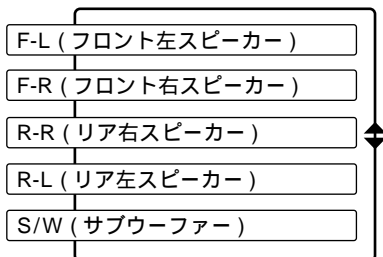 F-L ( フロント左スピーカー )
F-R ( フロント右スピーカー )
R-R ( リア右スピーカー )
R-L ( リア左スピーカー )
S/W ( サブウーファー )